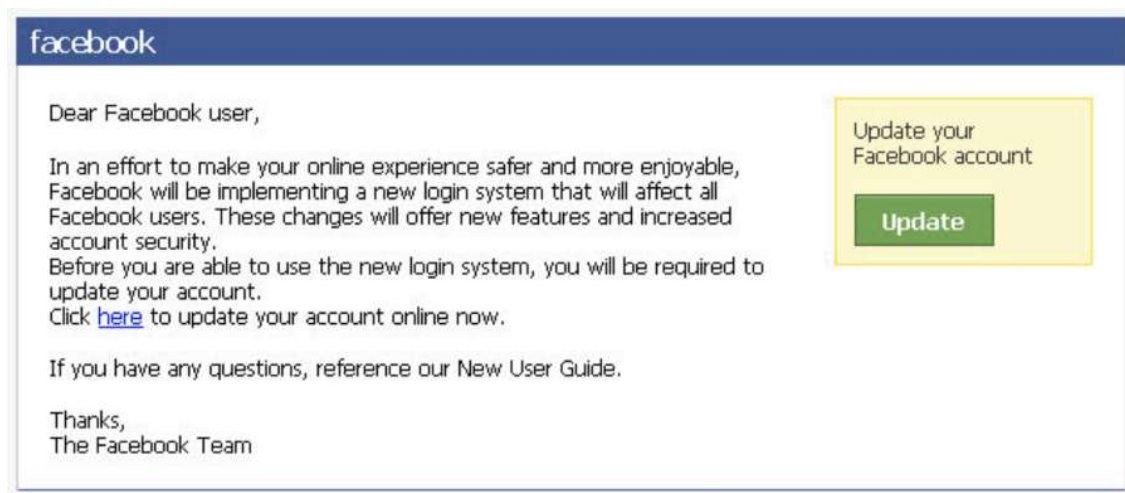 facebook
Dear Facebook user,
In an effort to make your online experience safer and more enjoyable,
Facebook will be implementing a new login system that will affect all
Facebook users. These changes will offer new features and increased
account security.
Before you are able to use the new login system, you will be required to
update your account.
Click here to update your account online now.
If you have any questions, reference our New User Guide.
Thanks,
The Facebook Team
Update your
Facebook account
Update